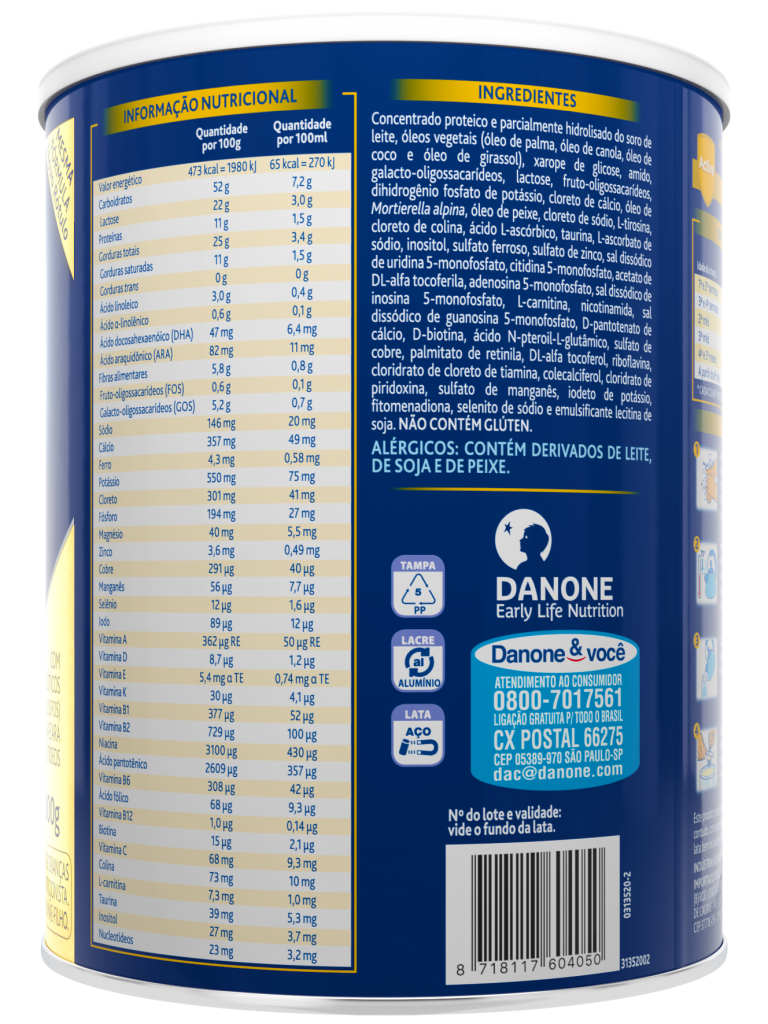 A MESMA
FÓRMULA
INFORMAÇÃO NUTRICIONAL
Quantidade por 100g Quantidade por 100ml
Valor energético 473 kcal = 1980 kJ 65 kcal = 270 kJ
Carboidratos 52 g 7,2 g
Lactose 22 g 3,0 g
Proteínas 11 g 1,5 g
Gorduras totais 25 g 3,4 g
Gorduras saturadas 11 g 1,5 g
Gorduras trans 0 g 0 g
Ácido linoleico 3,0 g 0,4 g
Ácido α-linolênico 0,6 g 0,1 g
Ácido docosahexaenóico (DHA) 47 mg 6,4 mg
Ácido araquidônico (ARA) 82 mg 11 mg
Fibras alimentares 5,8 g 0,8 g
Fruto-oligossacarídeos (FOS) 0,6 g 0,1 g
Galacto-oligossacarídeos (GOS) 5,2 g 0,7 g
Sódio 146 mg 20 mg
Cálcio 357 mg 49 mg
Ferro 4,3 mg 0,58 mg
Potássio 550 mg 75 mg
Cloreto 301 mg 41 mg
Fósforo 194 mg 27 mg
Magnésio 40 mg 5,5 mg
Zinco 3,6 mg 0,49 mg
Cobre 291 µg 40 µg
Manganês 56 µg 7,7 µg
Selênio 12 µg 1,6 µg
Iodo 89 µg 12 µg
Vitamina A 362 µg RE 50 µg RE
Vitamina D 8,7 µg 1,2 µg
Vitamina E 5,4 mg α TE 0,74 mg α TE
Vitamina K 30 µg 4,1 µg
Vitamina B1 377 µg 52 µg
Vitamina B2 729 µg 100 µg
Niacina 3100 µg 430 µg
Ácido pantotênico 2609 µg 357 µg
Vitamina B6 308 µg 42 µg
Ácido fólico 68 µg 9,3 µg
Vitamina B12 1,0 µg 0,14 µg
Biotina 15 µg 2,1 µg
Vitamina C 68 mg 9,3 mg
Colina 73 mg 10 mg
L-carnitina 7,3 mg 1,0 mg
Taurina 39 mg 5,3 mg
Inositol 27 mg 3,7 mg
Nucleotídeos 23 mg 3,2 mg
INGREDIENTES
Concentrado proteico e parcialmente hidrolisado do soro de
leite, óleos vegetais (óleo de palma, óleo de canola, óleo de
coco e óleo de girassol), xarope de glicose, amido,
galacto-oligossacarídeos, lactose, fruto-oligossacarídeos,
dihidrogênio fosfato de potássio, cloreto de cálcio, óleo de
Mortierella alpina, óleo de peixe, cloreto de sódio, L-tirosina,
cloreto de colina, ácido L-ascórbico, taurina, L-ascorbato de
sódio, inositol, sulfato ferroso, sulfato de zinco, sal dissódico
de uridina 5-monofosfato, citidina 5-monofosfato, acetato de
DL-alfa tocoferila, adenosina 5-monofosfato, sal dissódico de
inosina 5-monofosfato, L-carnitina, nicotinamida, sal
dissódico de guanosina 5-monofosfato, D-pantotenato de
cálcio, D-biotina, ácido N-pteroil-L-glutâmico, sulfato de
cobre, palmitato de retinila, DL-alfa tocoferol, riboflavina,
cloridrato de cloreto de tiamina, colecalciferol, cloridrato de
piridoxina, sulfato de manganês, iodeto de potássio,
fitomenadiona, selenito de sódio e emulsificante lecitina de
soja. NÃO CONTÉM GLÚTEN.
ALÉRGICOS: CONTÉM DERIVADOS DE LEITE,
DE SOJA E DE PEIXE.
TAMPA
5
PP
LACRE
al
ALUMÍNIO
LATA
AÇO
DANONE
Early Life Nutrition
Danone & você
ATENDIMENTO AO CONSUMIDOR
0800-7017561
LIGAÇÃO GRATUITA P/ TODO O BRASIL
CX POSTAL 66275
CEP 05389-970 SÃO PAULO-SP
dac@danone.com
Nº do lote e validade:
vide o fundo da lata.
8 718117 604050
0313520-2
31352002
Active
1
2
3
4